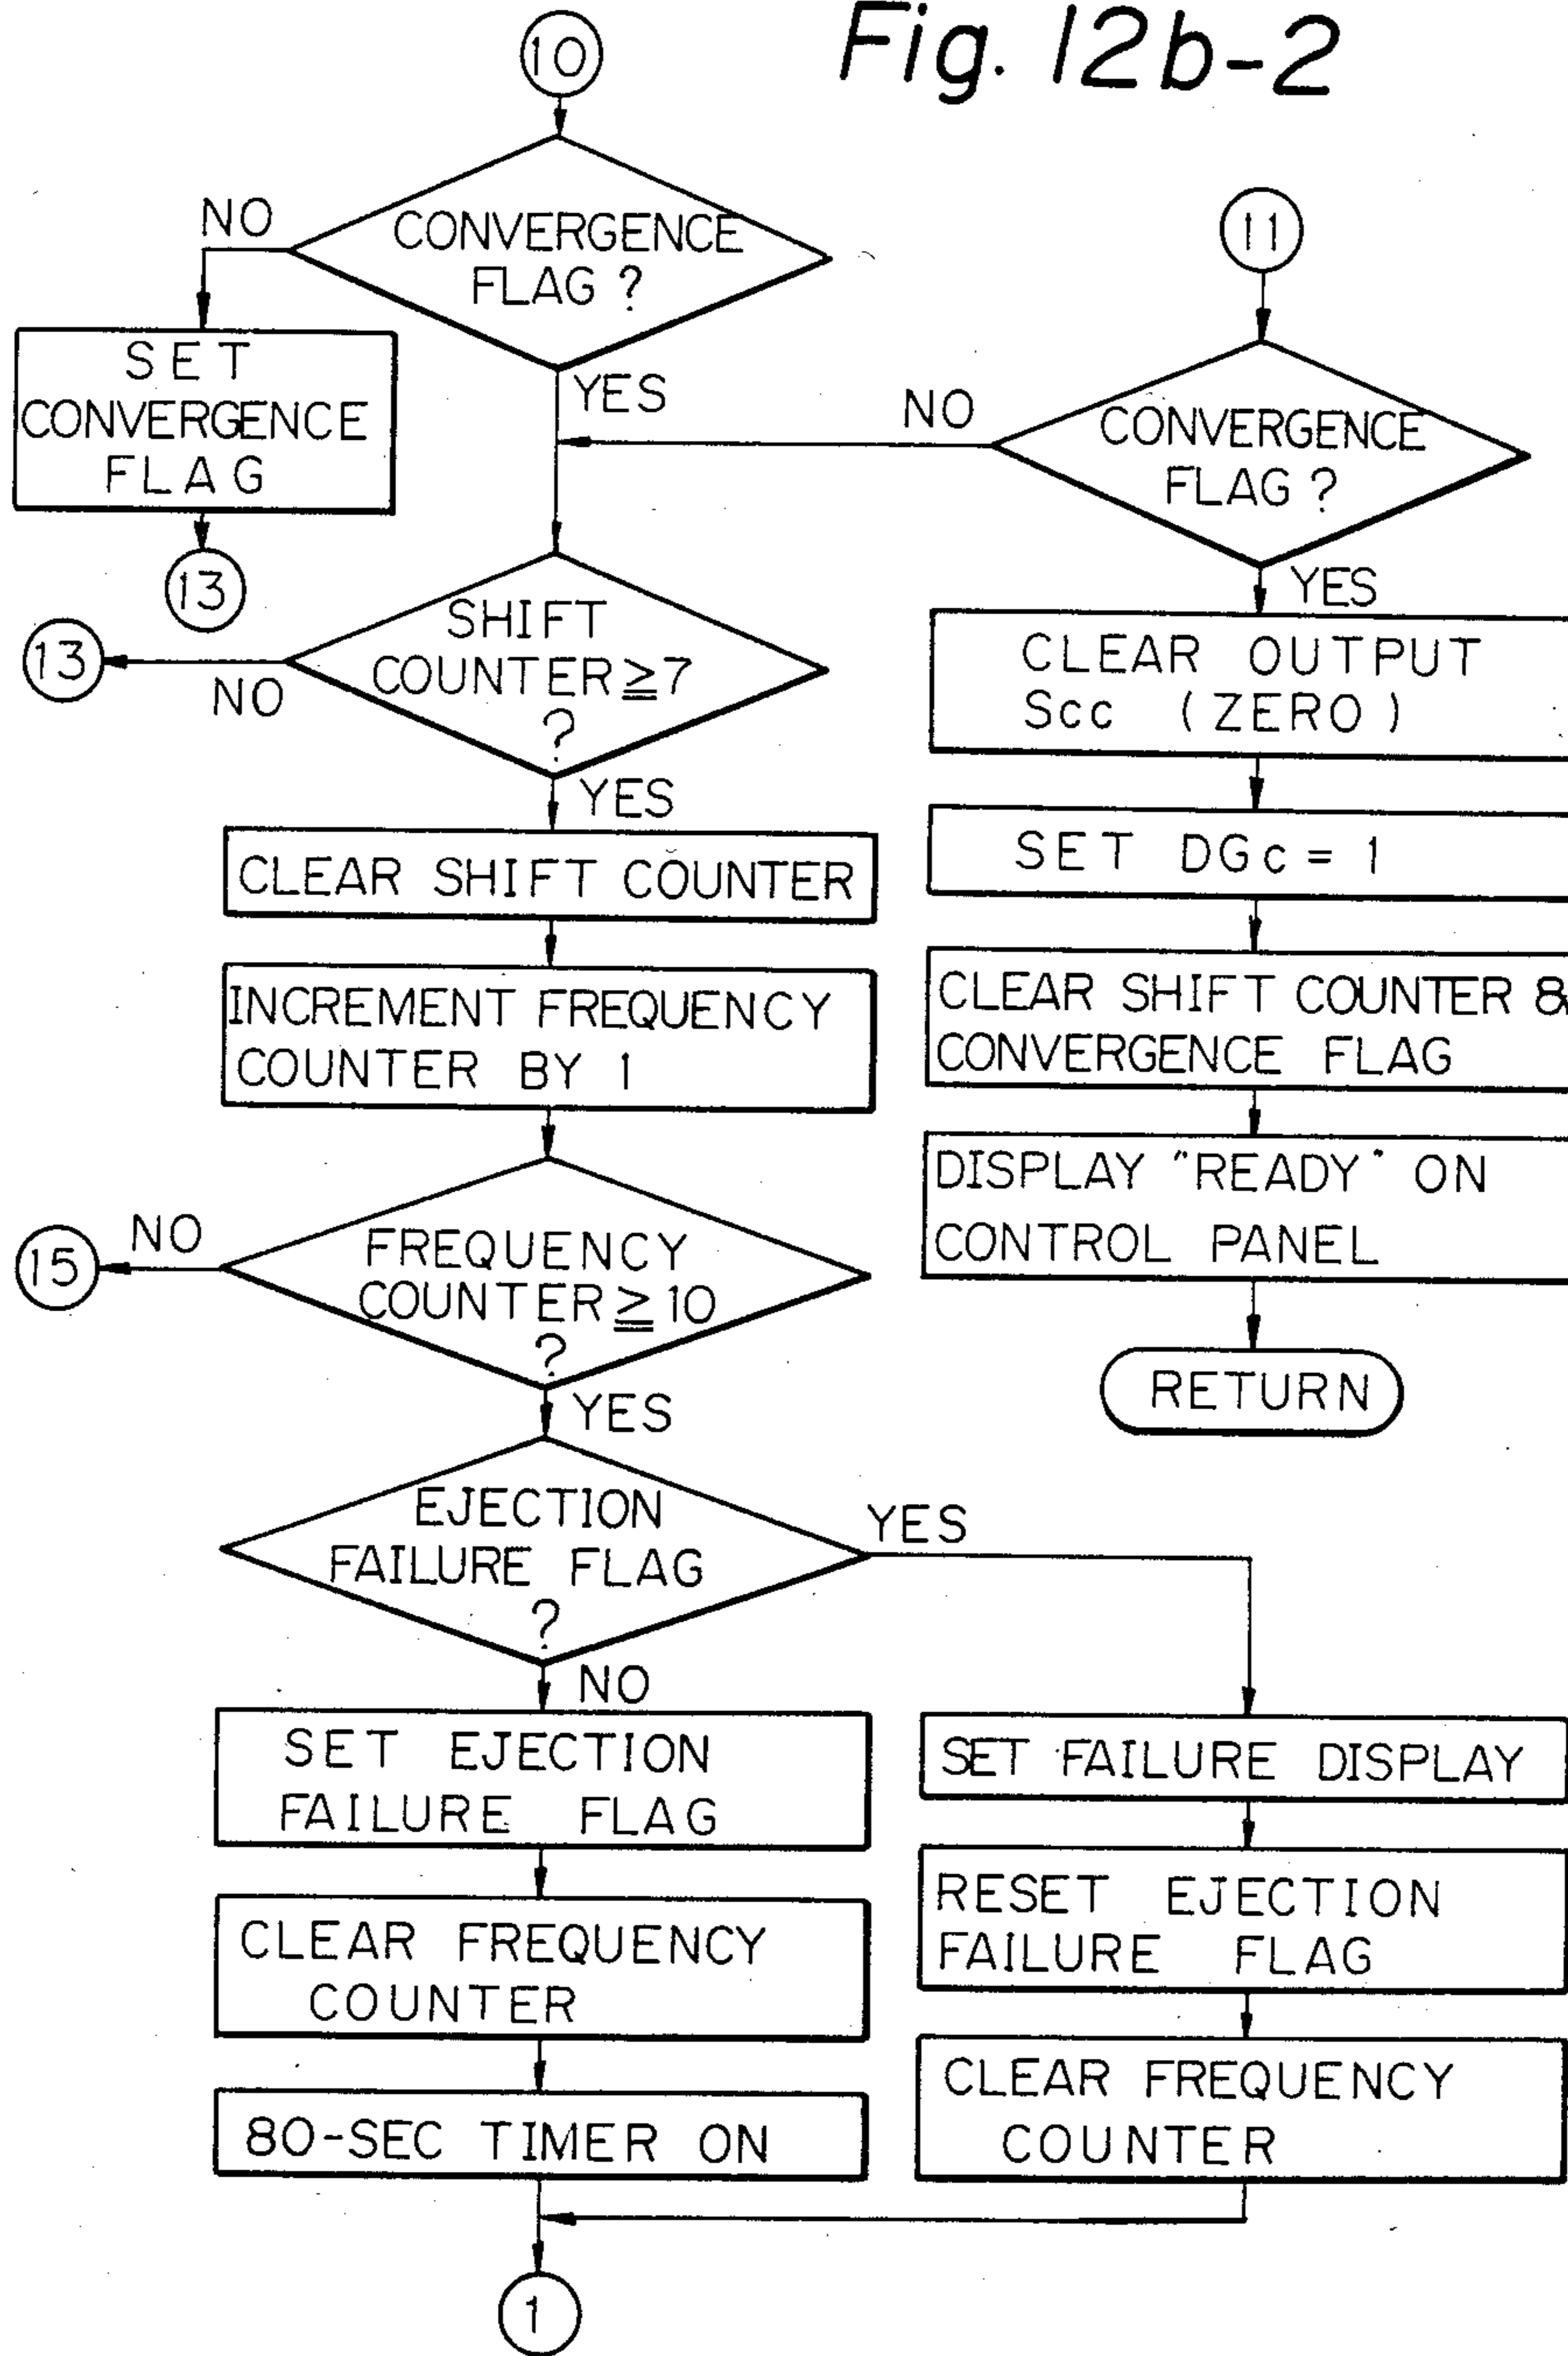 Fig. 12b-2
10
CONVERGENCE
FLAG ?
NO
YES
SET
CONVERGENCE
FLAG
13
11
CONVERGENCE
FLAG ?
NO
YES
SHIFT
COUNTER ≧ 7
?
NO
13
YES
CLEAR SHIFT COUNTER
INCREMENT FREQUENCY
COUNTER BY 1
FREQUENCY
COUNTER ≧ 10
?
NO
15
YES
EJECTION
FAILURE FLAG
?
YES
NO
SET EJECTION
FAILURE FLAG
CLEAR FREQUENCY
COUNTER
80-SEC TIMER ON
CLEAR OUTPUT
Scc (ZERO)
SET DGc = 1
CLEAR SHIFT COUNTER &
CONVERGENCE FLAG
DISPLAY "READY" ON
CONTROL PANEL
RETURN
SET FAILURE DISPLAY
RESET EJECTION
FAILURE FLAG
CLEAR FREQUENCY
COUNTER
1